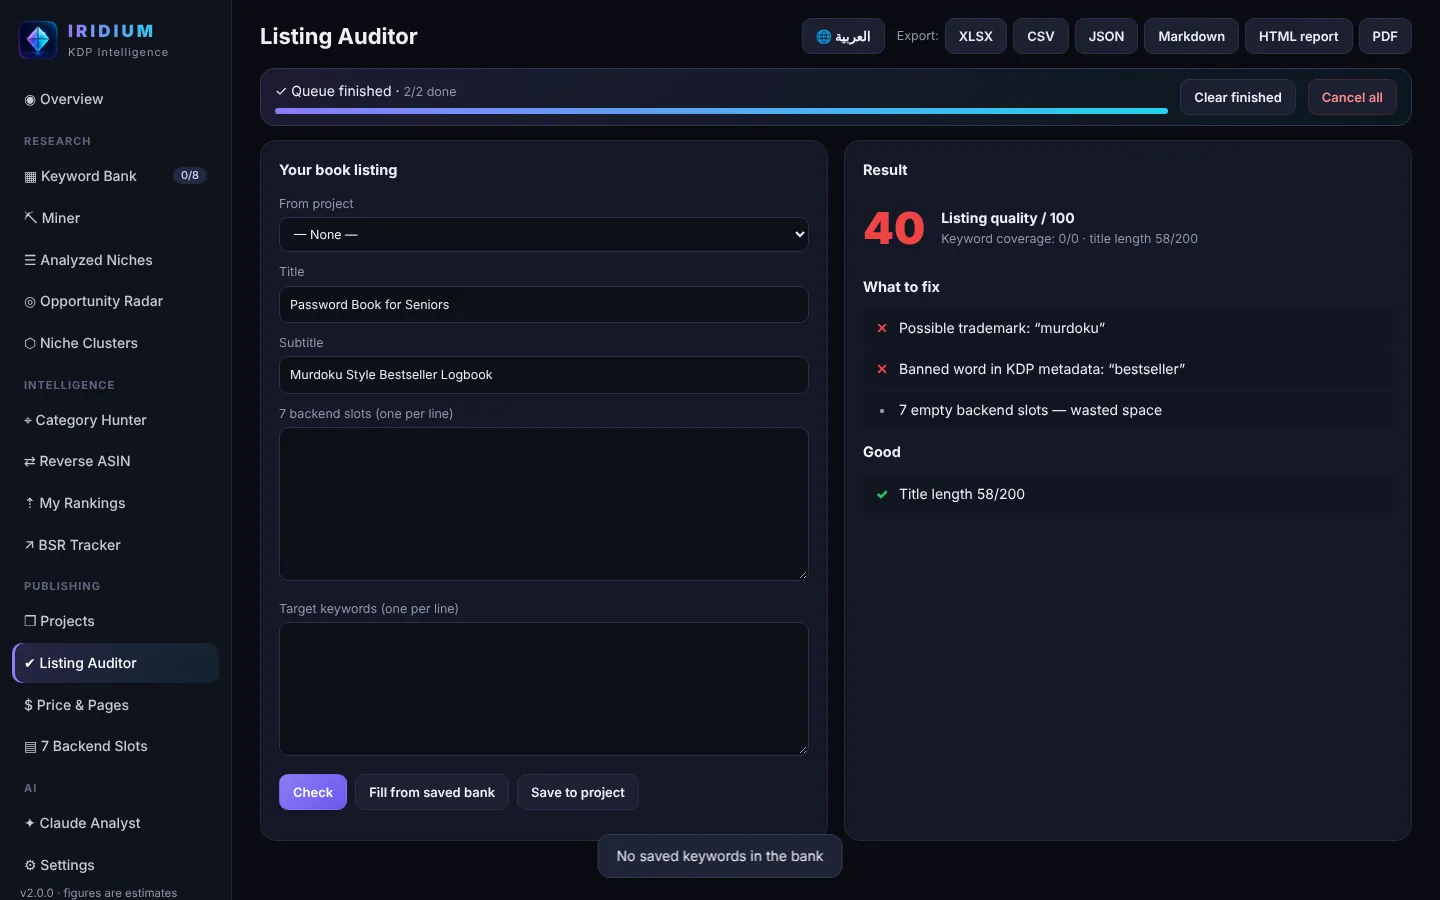 IRIDIUM
KDP Intelligence
◉ Overview
RESEARCH
▦ Keyword Bank 0/8
⛏ Miner
☰ Analyzed Niches
◎ Opportunity Radar
⬡ Niche Clusters
INTELLIGENCE
⌖ Category Hunter
⇄ Reverse ASIN
⇡ My Rankings
↗ BSR Tracker
PUBLISHING
❐ Projects
✔ Listing Auditor
$ Price & Pages
▤ 7 Backend Slots
AI
✦ Claude Analyst
⚙ Settings
v2.0.0 · figures are estimates
Listing Auditor
🌐 العربية Export: XLSX CSV JSON Markdown HTML report PDF
✓ Queue finished · 2/2 done
Clear finished Cancel all
Your book listing
From project
— None —
Title
Password Book for Seniors
Subtitle
Murdoku Style Bestseller Logbook
7 backend slots (one per line)
Target keywords (one per line)
Check Fill from saved bank Save to project
Result
40 Listing quality / 100
Keyword coverage: 0/0 · title length 58/200
What to fix
✕ Possible trademark: “murdoku”
✕ Banned word in KDP metadata: “bestseller”
• 7 empty backend slots — wasted space
Good
✔ Title length 58/200
No saved keywords in the bank